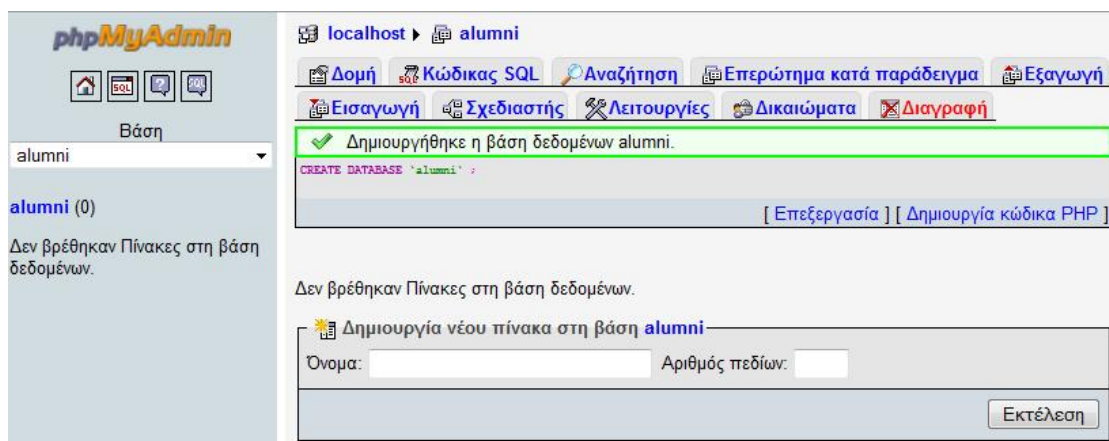 phpMyAdmin
Βάση
alumni
alumni (0)
Δεν βρέθηκαν Πίνακες στη βάση
δεδομένων.
localhost ▸ alumni
Δομή Κώδικας SQL Αναζήτηση Επερώτημα κατά παράδειγμα Εξαγωγή
Εισαγωγή Σχεδιαστής Λειτουργίες Δικαιώματα Διαγραφή
Δημιουργήθηκε η βάση δεδομένων alumni.
CREATE DATABASE `alumni` ;
[ Επεξεργασία ] [ Δημιουργία κώδικα PHP ]
Δεν βρέθηκαν Πίνακες στη βάση δεδομένων.
Δημιουργία νέου πίνακα στη βάση alumni
Όνομα: Αριθμός πεδίων:
Εκτέλεση